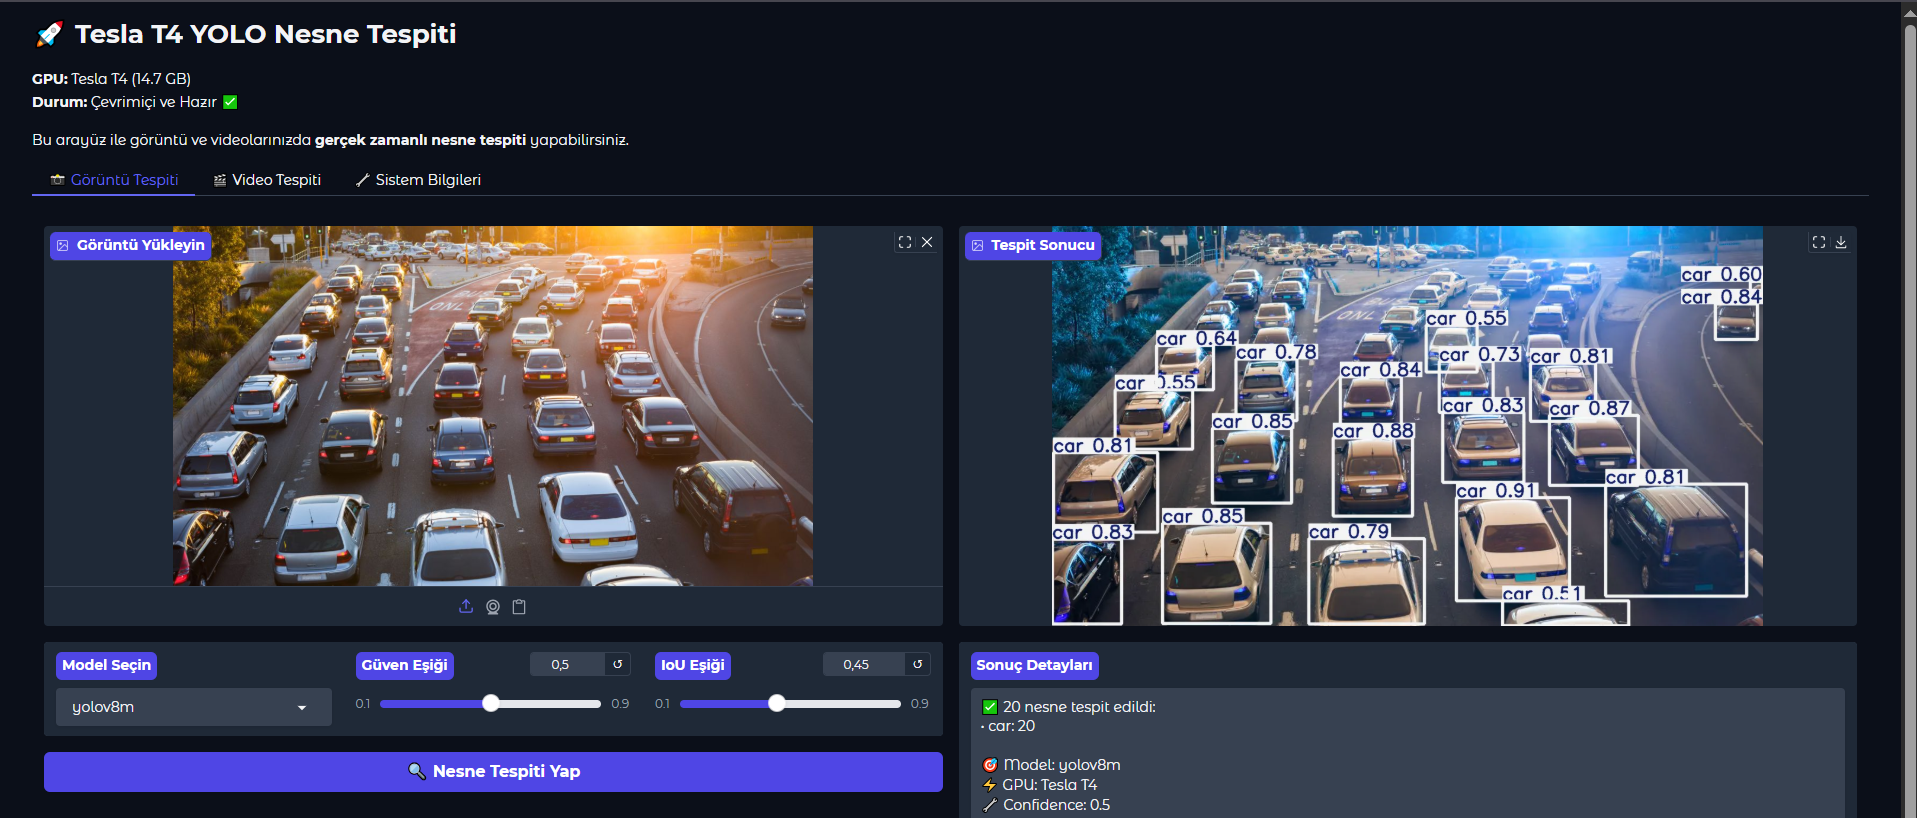 🚀 Tesla T4 YOLO Nesne Tespiti
GPU: Tesla T4 (14.7 GB)
Durum: Çevrimiçi ve Hazır ✅
Bu arayüz ile görüntü ve videolarınızda gerçek zamanlı nesne tespiti yapabilirsiniz.
Görüntü Tespiti Video Tespiti Sistem Bilgileri
Görüntü Yükleyin
ONLY
Tespit Sonucu
car 0.60
car 0.84
car 0.55
car 0.64
car 0.78
car 0.73
car 0.81
car 0.84
car 0.55
car 0.83
car 0.87
car 0.85
car 0.88
car 0.81
car 0.81
car 0.91
car 0.85
car 0.83
car 0.79
car 0.51
Model Seçin
yolov8m
Güven Eşiği 0,5
0.1 0.9
IoU Eşiği 0,45
0.1 0.9
🔍 Nesne Tespiti Yap
Sonuç Detayları
✅ 20 nesne tespit edildi:
• car: 20
🎯 Model: yolov8m
⚡ GPU: Tesla T4
🔧 Confidence: 0.5